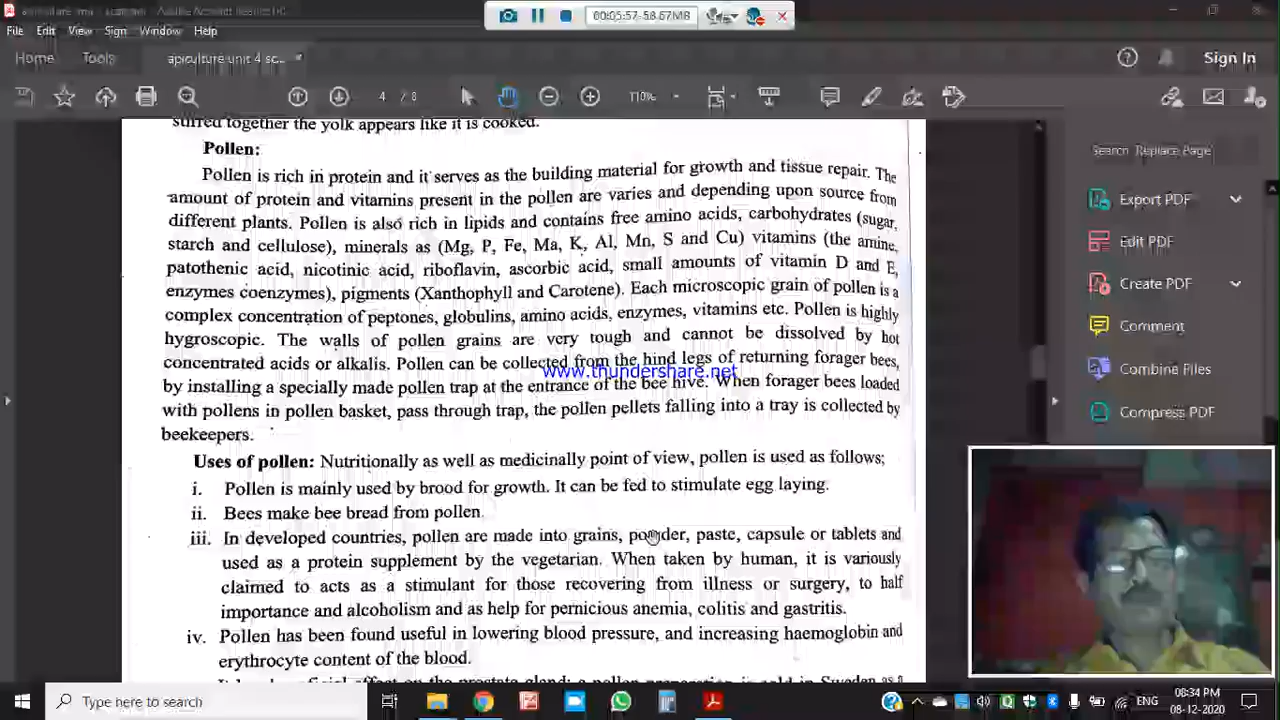 00:05:57-58.67MB
File Edit View Sign Window Help
Home Tools apiculture unit 4 sc... Sign In
4 / 8 110%
stirred together the yolk appears like it is cooked.
Pollen:
Pollen is rich in protein and it serves as the building material for growth and tissue repair. The
amount of protein and vitamins present in the pollen are varies and depending upon source from
different plants. Pollen is also rich in lipids and contains free amino acids, carbohydrates (sugar,
starch and cellulose), minerals as (Mg, P, Fe, Ma, K, Al, Mn, S and Cu) vitamins (the amine,
patothenic acid, nicotinic acid, riboflavin, ascorbic acid, small amounts of vitamin D and E,
enzymes coenzymes), pigments (Xanthophyll and Carotene). Each microscopic grain of pollen is a
complex concentration of peptones, globulins, amino acids, enzymes, vitamins etc. Pollen is highly
hygroscopic. The walls of pollen grains are very tough and cannot be dissolved by hot
concentrated acids or alkalis. Pollen can be collected from the hind legs of returning forager bees,
www.thundershare.net
by installing a specially made pollen trap at the entrance of the bee hive. When forager bees loaded
with pollens in pollen basket, pass through trap, the pollen pellets falling into a tray is collected by
beekeepers.
Uses of pollen: Nutritionally as well as medicinally point of view, pollen is used as follows;
i. Pollen is mainly used by brood for growth. It can be fed to stimulate egg laying.
ii. Bees make bee bread from pollen.
iii. In developed countries, pollen are made into grains, powder, paste, capsule or tablets and
used as a protein supplement by the vegetarian. When taken by human, it is variously
claimed to acts as a stimulant for those recovering from illness or surgery, to half
importance and alcoholism and as help for pernicious anemia, colitis and gastritis.
iv. Pollen has been found useful in lowering blood pressure, and increasing haemoglobin and
erythrocyte content of the blood.
Search 'Replace Page'
Export PDF
Edit PDF
Create PDF
Comment
Combine Files
Compress PDF
Type here to search
ENG
08:34 PM
08-12-2020